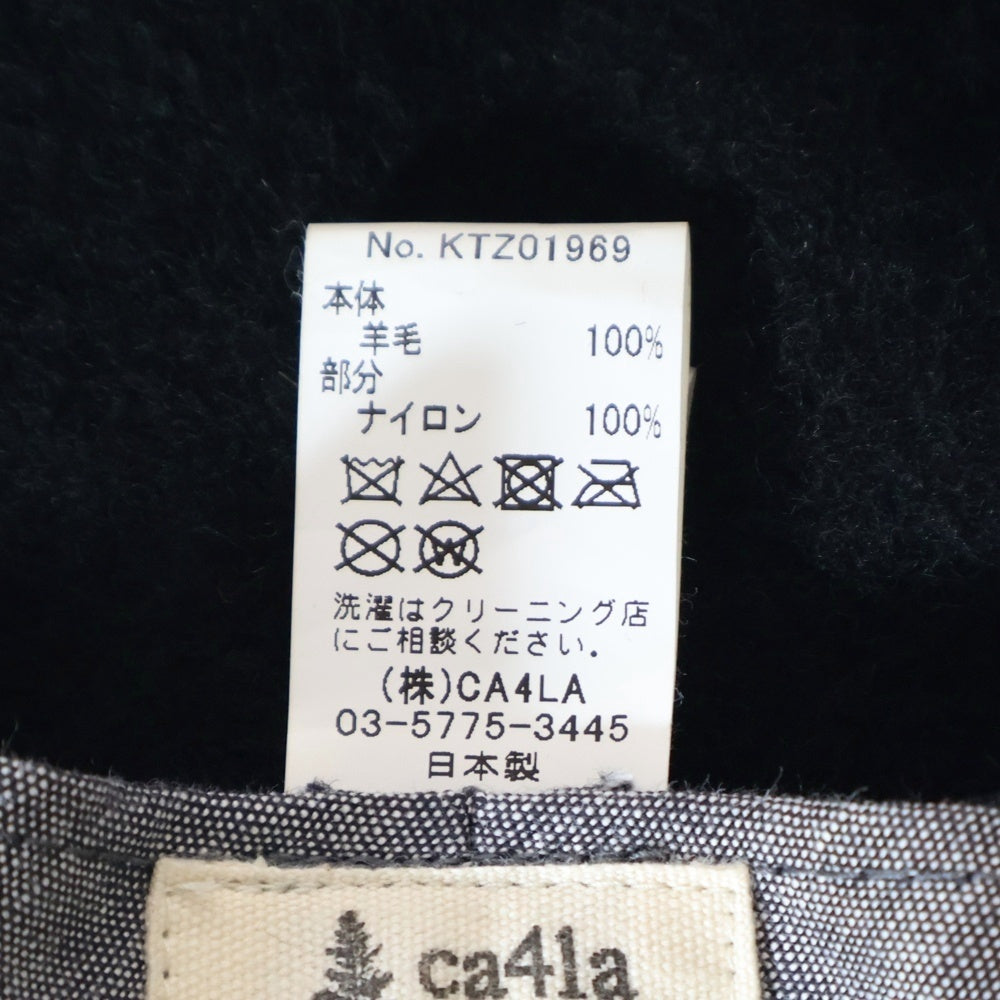 No. KTZ01969
本体
羊毛 100%
部分
ナイロン 100%
W
洗濯はクリーニング店
にご相談ください.
(株)CA4LA
03-5775-3445
日本製
ca4la